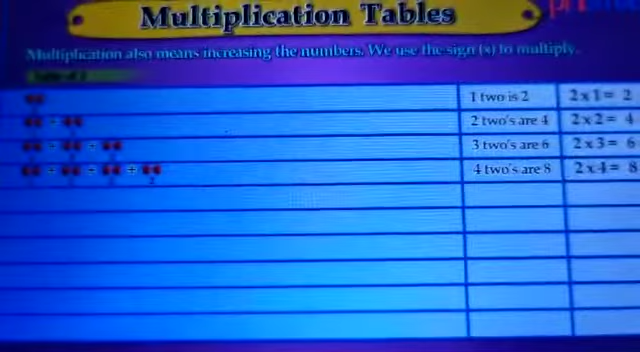 Multiplication Tables
Multiplication also means increasing the numbers. We use the sign (x) to multiply.
1 two is 2 2 x 1 = 2
+ 2 two's are 4 2 x 2 = 4
+ + 3 two's are 6 2 x 3 = 6
+ + + 4 two's are 8 2 x 4 = 8
2